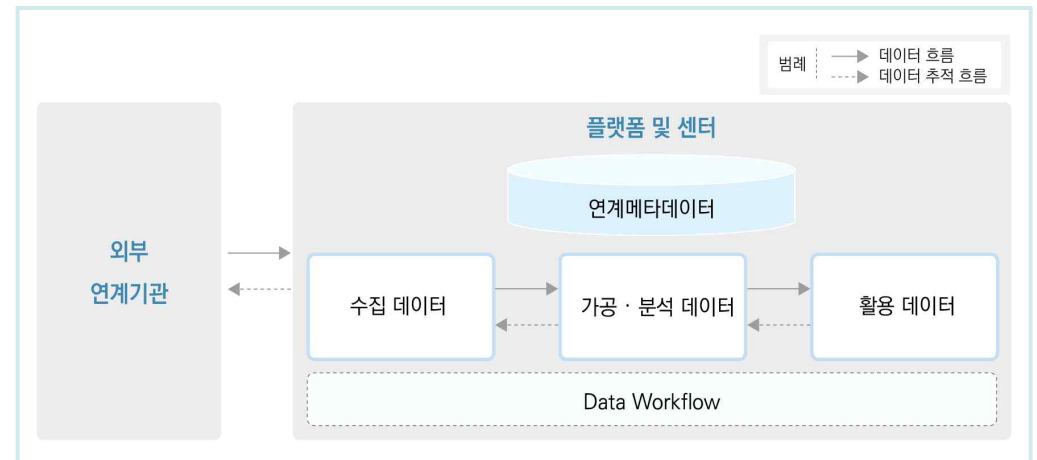 범례
데이터 흐름
데이터 추적 흐름
플랫폼 및 센터
연계메타데이터
외부
연계기관
수집 데이터
가공 · 분석 데이터
활용 데이터
Data Workflow